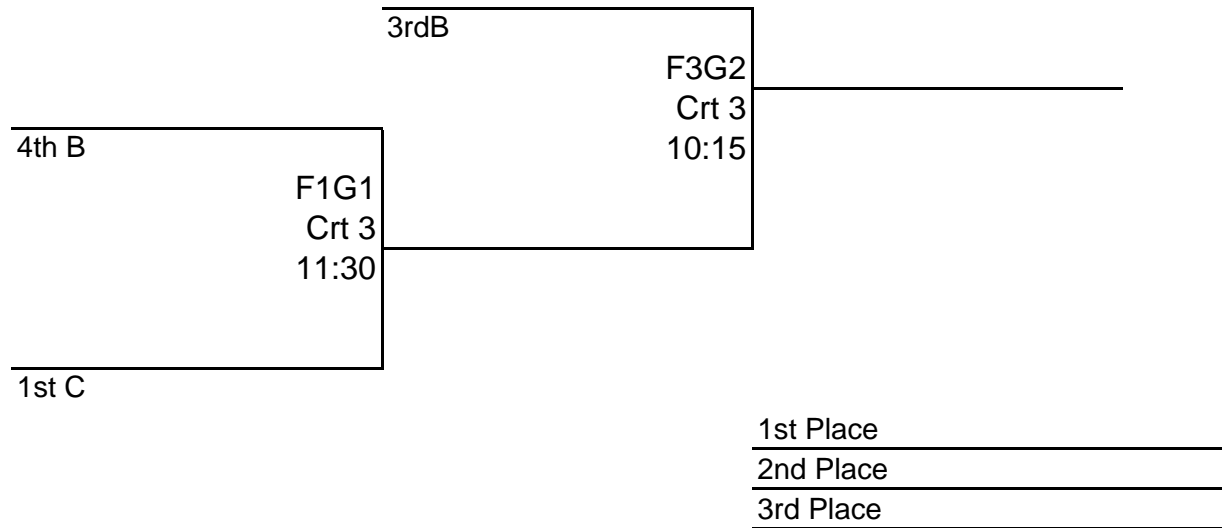 3rdB
F3G2
Crt 3
10:15
4th B
F1G1
Crt 3
11:30
1st C
1st Place
2nd Place
3rd Place